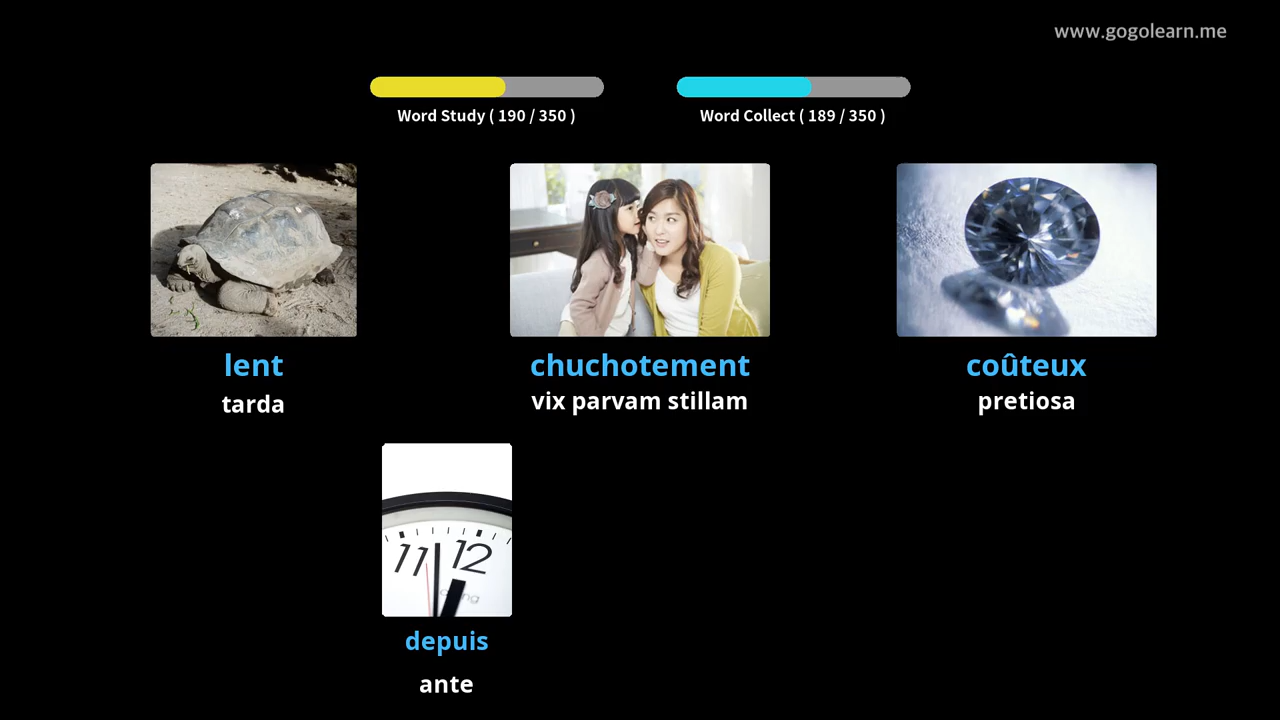 www.gogolearn.me
Word Study ( 190 / 350 )
Word Collect ( 189 / 350 )
lent
tarda
chuchotement
vix parvam stillam
coûteux
pretiosa
11 12
depuis
ante